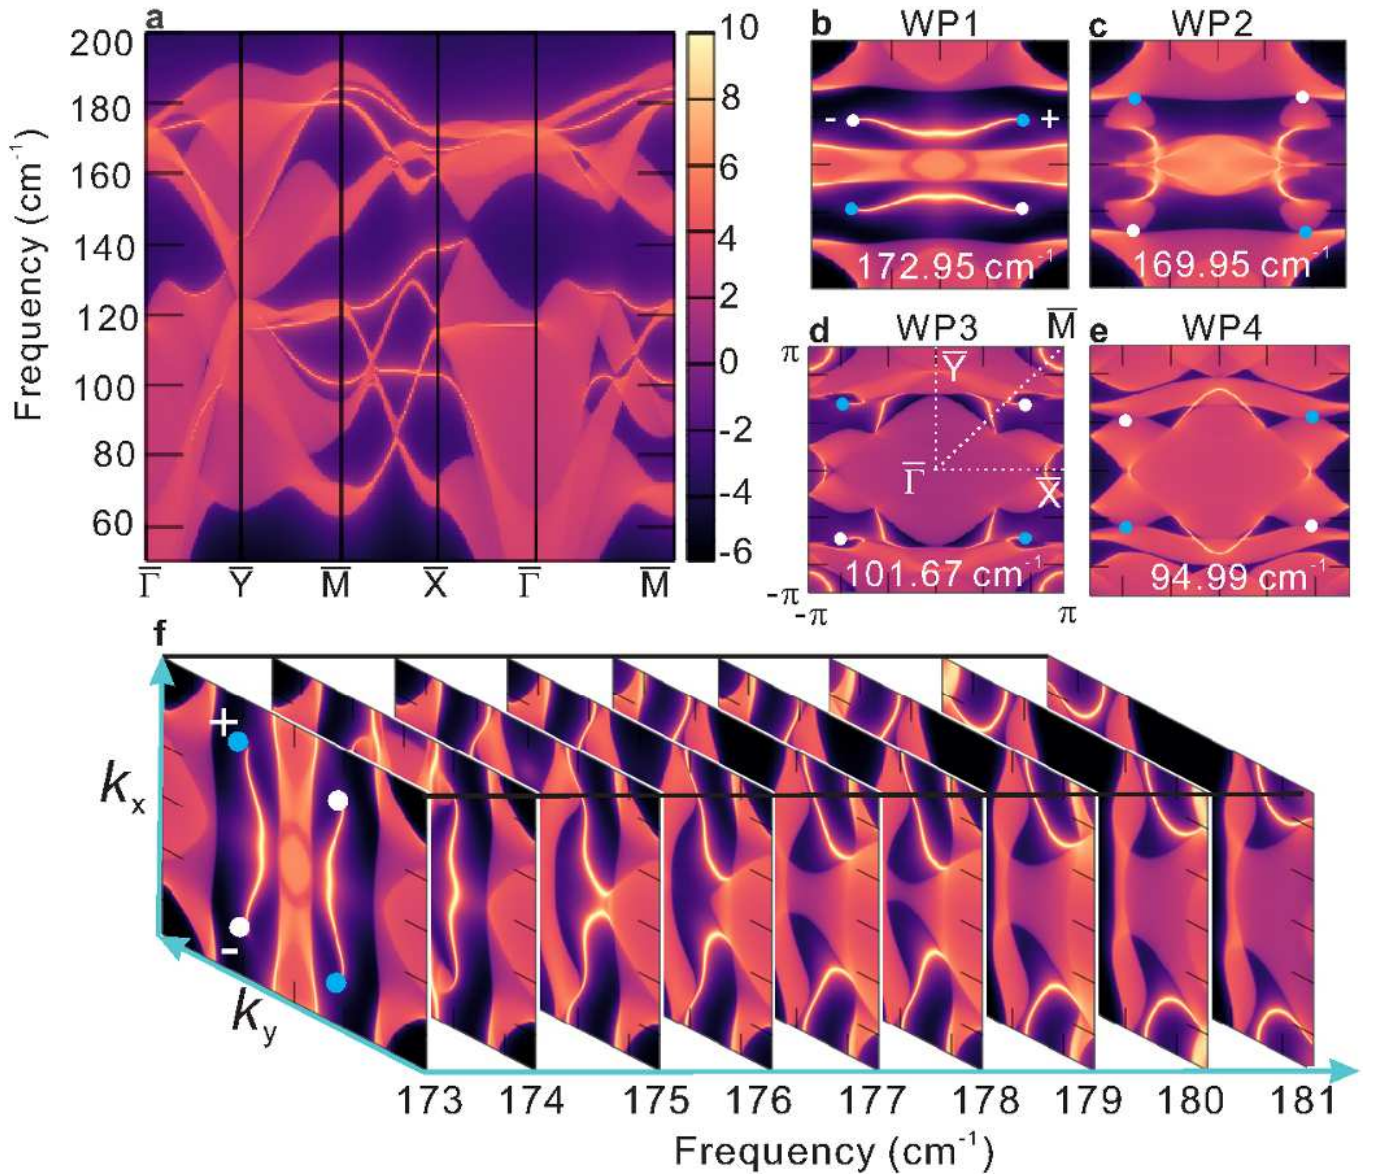 a
200
180
160
140
120
100
80
60
Frequency (cm⁻¹)
Γ̅ Y̅ M̅ X̅ Γ̅ M̅
10
8
6
4
2
0
-2
-4
-6
b WP1
- +
172.95 cm⁻¹
c WP2
169.95 cm⁻¹
d WP3 M̅
π
Y̅
Γ̅ X̅
101.67 cm⁻¹
-π
-π π
e WP4
94.99 cm⁻¹
f
+
-
kₓ
k_y
173 174 175 176 177 178 179 180 181
Frequency (cm⁻¹)